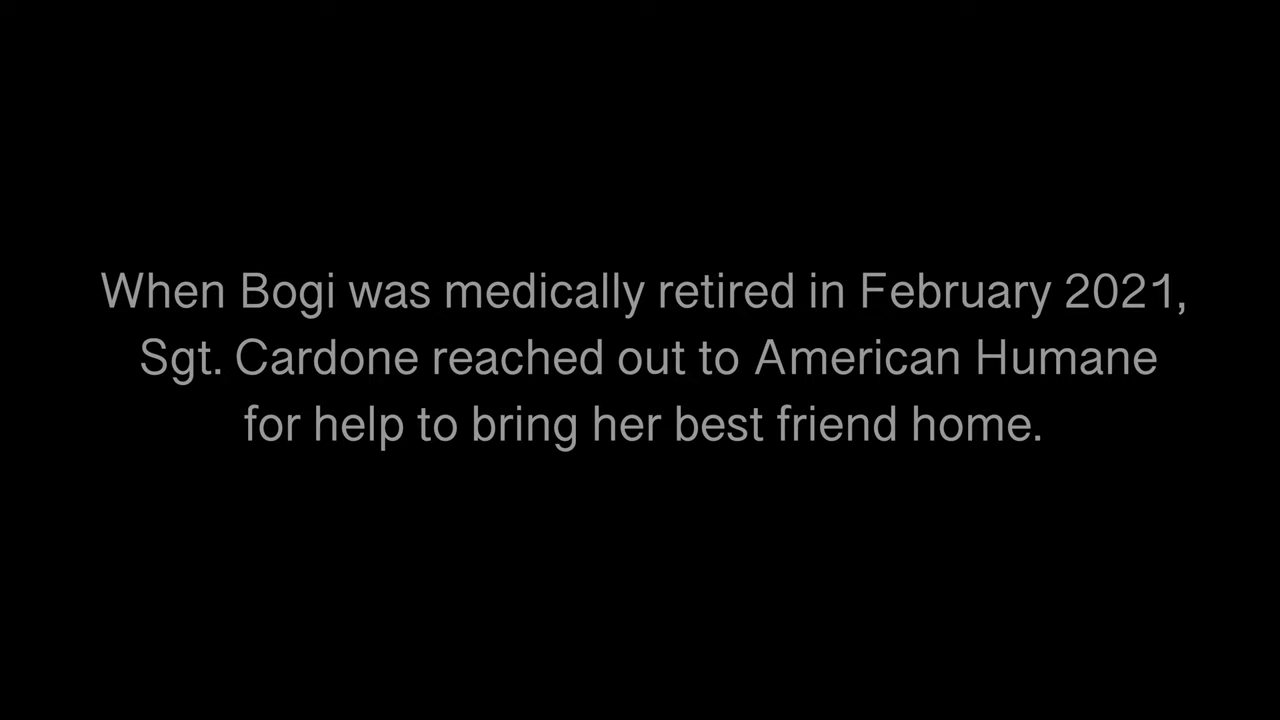 When Bogi was medically retired in February 2021,
Sgt. Cardone reached out to American Humane
for help to bring her best friend home.